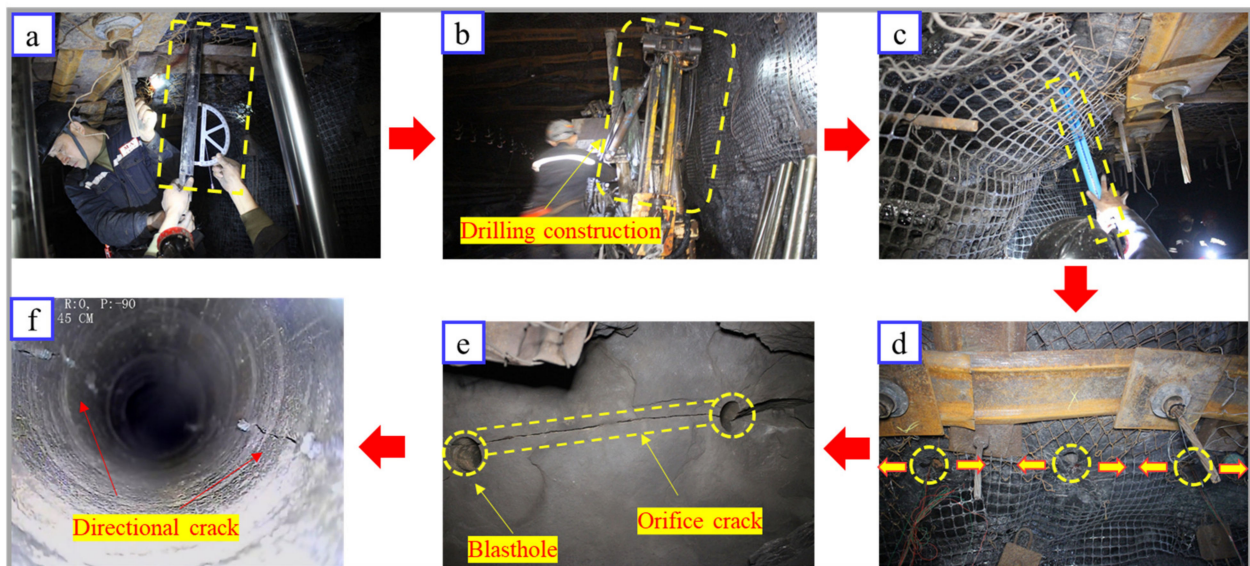 a
b
c
Drilling construction
f
R:0, P:-90
45 CM
e
d
Directional crack
Blasthole
Orifice crack